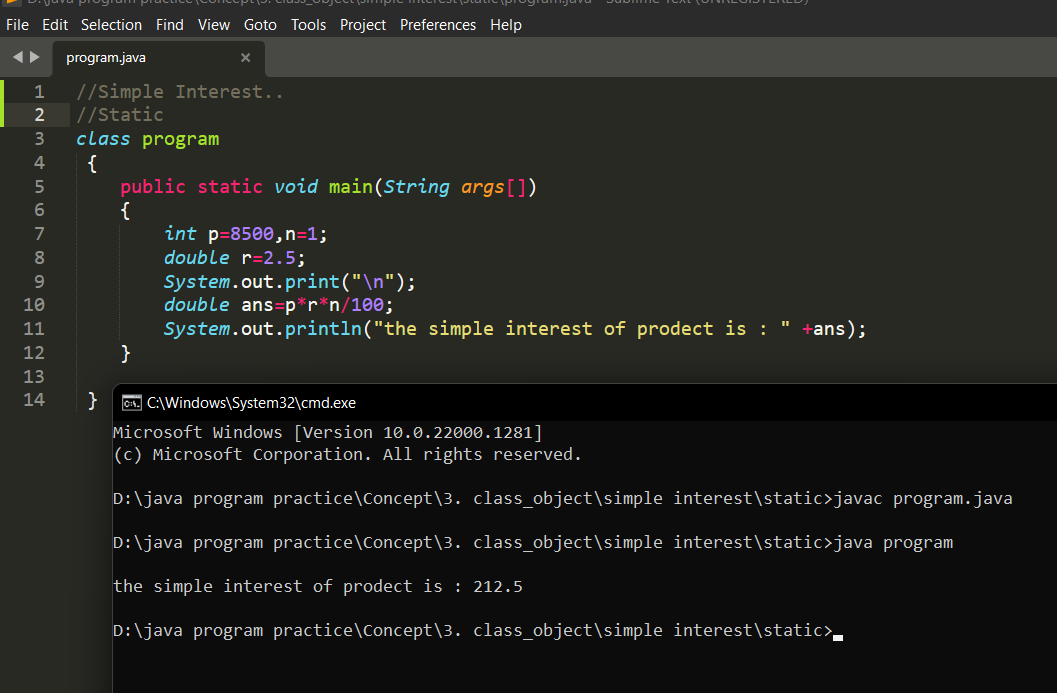 D:\java program practice\Concept\3. class_object\simple interest\static\program.java - Sublime Text (UNREGISTERED)
File Edit Selection Find View Goto Tools Project Preferences Help
program.java ×
1 //Simple Interest..
2 //Static
3 class program
4 {
5 public static void main(String args[])
6 {
7 int p=8500,n=1;
8 double r=2.5;
9 System.out.print("\n");
10 double ans=p*r*n/100;
11 System.out.println("the simple interest of prodect is : " +ans);
12 }
13
14 }
C:\Windows\System32\cmd.exe
Microsoft Windows [Version 10.0.22000.1281]
(c) Microsoft Corporation. All rights reserved.
D:\java program practice\Concept\3. class_object\simple interest\static>javac program.java
D:\java program practice\Concept\3. class_object\simple interest\static>java program
the simple interest of prodect is : 212.5
D:\java program practice\Concept\3. class_object\simple interest\static>